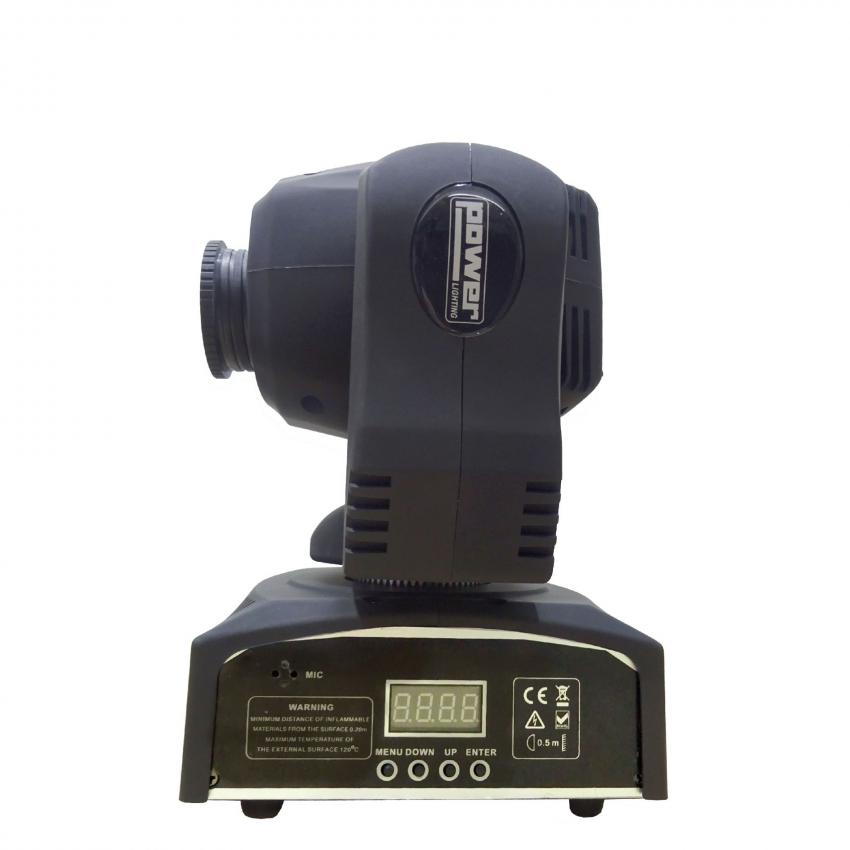 power
LIGHTING
MIC
WARNING
MINIMUM DISTANCE OF INFLAMMABLE
MATERIALS FROM THE SURFACE 0.20m
MAXIMUM TEMPERATURE OF
THE EXTERNAL SURFACE 120°C
8.8.8.8.
MENU DOWN UP ENTER
CE
0.5m